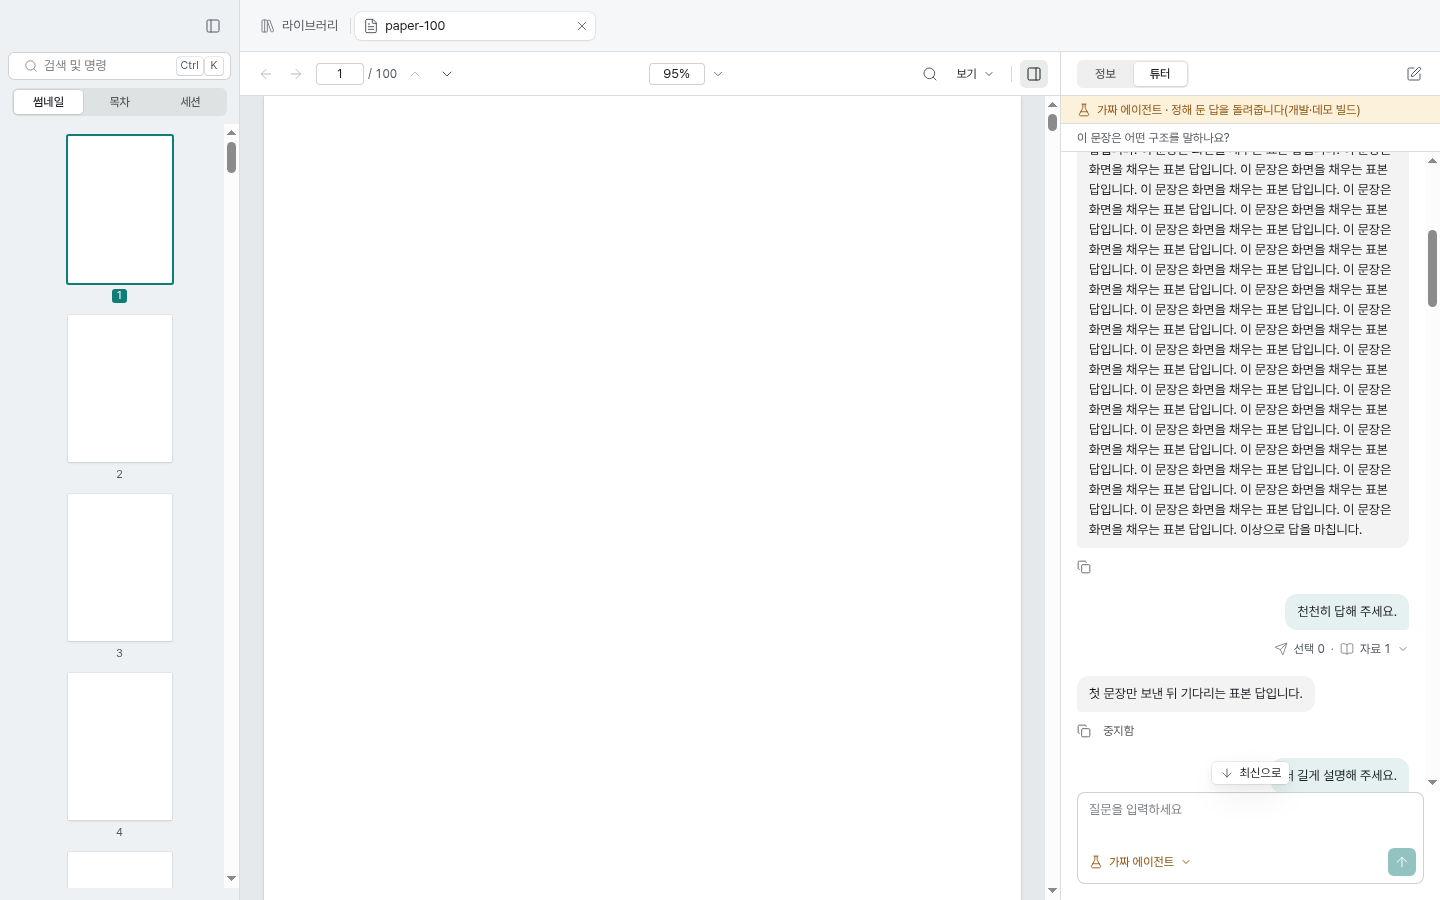 라이브러리
paper-100
검색 및 명령
Ctrl
K
1
/ 100
95%
보기
정보
튜터
썸네일
목차
세션
1
2
3
4
가짜 에이전트 · 정해 둔 답을 돌려줍니다(개발·데모 빌드)
이 문장은 어떤 구조를 말하나요?
화면을 채우는 표본 답입니다. 이 문장은 화면을 채우는 표본
답입니다. 이 문장은 화면을 채우는 표본 답입니다. 이 문장은
화면을 채우는 표본 답입니다. 이 문장은 화면을 채우는 표본
답입니다. 이 문장은 화면을 채우는 표본 답입니다. 이 문장은
화면을 채우는 표본 답입니다. 이 문장은 화면을 채우는 표본
답입니다. 이 문장은 화면을 채우는 표본 답입니다. 이 문장은
화면을 채우는 표본 답입니다. 이 문장은 화면을 채우는 표본
답입니다. 이 문장은 화면을 채우는 표본 답입니다. 이 문장은
화면을 채우는 표본 답입니다. 이 문장은 화면을 채우는 표본
답입니다. 이 문장은 화면을 채우는 표본 답입니다. 이 문장은
화면을 채우는 표본 답입니다. 이 문장은 화면을 채우는 표본
답입니다. 이 문장은 화면을 채우는 표본 답입니다. 이 문장은
화면을 채우는 표본 답입니다. 이 문장은 화면을 채우는 표본
답입니다. 이 문장은 화면을 채우는 표본 답입니다. 이 문장은
화면을 채우는 표본 답입니다. 이 문장은 화면을 채우는 표본
답입니다. 이 문장은 화면을 채우는 표본 답입니다. 이 문장은
화면을 채우는 표본 답입니다. 이 문장은 화면을 채우는 표본
답입니다. 이 문장은 화면을 채우는 표본 답입니다. 이 문장은
화면을 채우는 표본 답입니다. 이상으로 답을 마칩니다.
천천히 답해 주세요.
선택 0 · 자료 1
첫 문장만 보낸 뒤 기다리는 표본 답입니다.
중지함
최신으로
길게 설명해 주세요.
질문을 입력하세요
가짜 에이전트